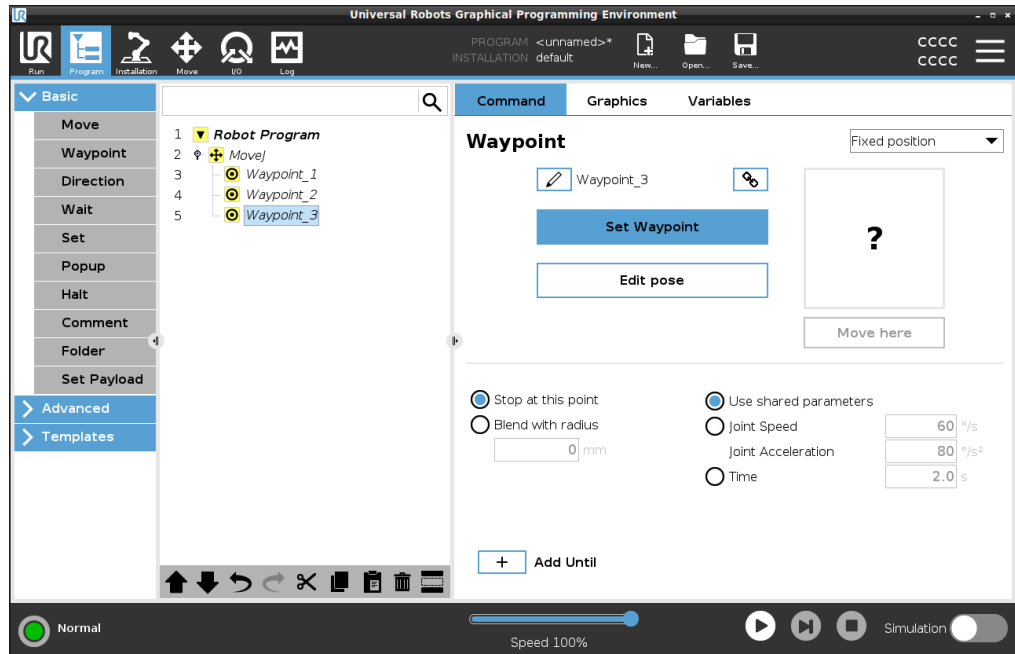 Universal Robots Graphical Programming Environment
UR
Run
Program
Installation
Move
I/O
Log
PROGRAM <unnamed>*
INSTALLATION default
New...
Open...
Save...
CCCC
CCCC
Basic
Move
Waypoint
Direction
Wait
Set
Popup
Halt
Comment
Folder
Set Payload
Advanced
Templates
1 Robot Program
2 MoveJ
3 Waypoint_1
4 Waypoint_2
5 Waypoint_3
Command Graphics Variables
Waypoint
Fixed position
Waypoint_3
Set Waypoint
Edit pose
?
Move here
Stop at this point
Blend with radius
0 mm
Use shared parameters
Joint Speed 60 °/s
Joint Acceleration 80 °/s²
Time 2.0 s
+ Add Until
Normal
Speed 100%
Simulation